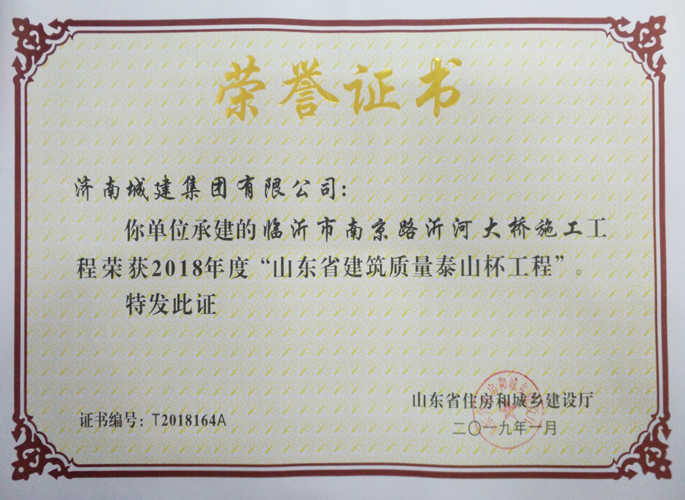 荣誉证书
济南城建集团有限公司:
你单位承建的临沂市南京路沂河大桥施工工
程荣获2018年度“山东省建筑质量泰山杯工程”。
特发此证
山东省住房和城乡建设厅
证书编号: T2018164A
二〇一九年一月